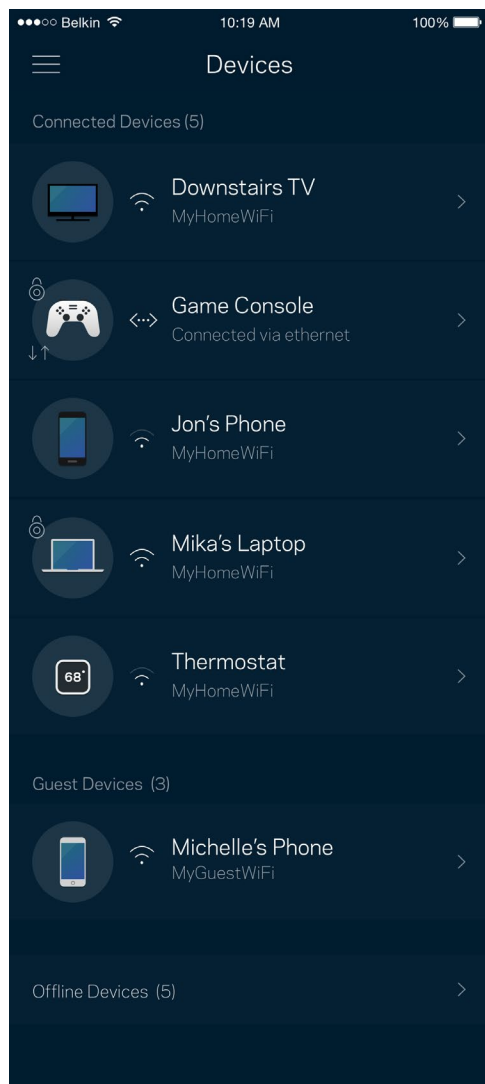 Belkin 10:19 AM 100%
Devices
Connected Devices (5)
Downstairs TV
MyHomeWiFi
Game Console
Connected via ethernet
Jon's Phone
MyHomeWiFi
Mika's Laptop
MyHomeWiFi
68°
Thermostat
MyHomeWiFi
Guest Devices (3)
Michelle's Phone
MyGuestWiFi
Offline Devices (5)